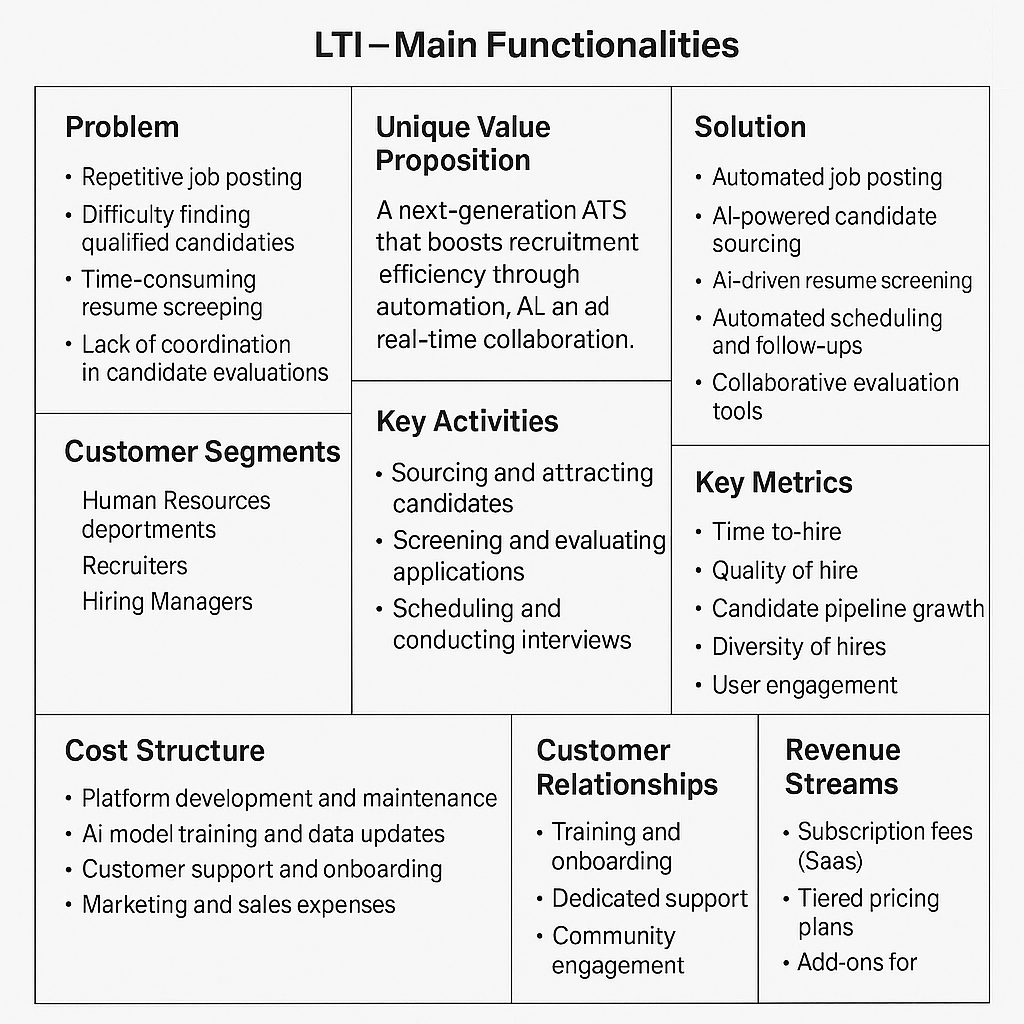 LTI – Main Functionalities
Problem
• Repetitive job posting
• Difficulty finding
qualified candidaties
• Time-consuming
resume screeping
• Lack of coordination
in candidate evaluations
Unique Value
Proposition
A next-generation ATS
that boosts recruitment
efficiency through
automation, AL an ad
real-time collaboration.
Solution
• Automated job posting
• AI-powered candidate
sourcing
• Ai-driven resume screening
• Automated scheduling
and follow-ups
• Collaborative evaluation
tools
Customer Segments
Human Resources
deportments
Recruiters
Hiring Managers
Key Activities
• Sourcing and attracting
candidates
• Screening and evaluating
applications
• Scheduling and
conducting interviews
Key Metrics
• Time to-hire
• Quality of hire
• Candidate pipeline growth
• Diversity of hires
• User engagement
Cost Structure
• Platform development and maintenance
• Ai model training and data updates
• Customer support and onboarding
• Marketing and sales expenses
Customer
Relationships
• Training and
onboarding
• Dedicated support
• Community
engagement
Revenue
Streams
• Subscription fees
(Saas)
• Tiered pricing
plans
• Add-ons for